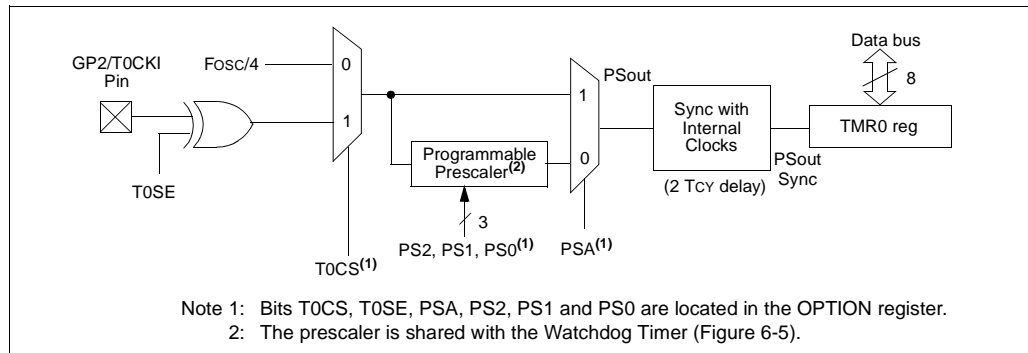 GP2/T0CKI
Pin
FOSC/4
0
1
T0SE
T0CS(1)
Programmable
Prescaler(2)
3
PS2, PS1, PS0(1)
1
0
PSA(1)
PSout
Sync with
Internal
Clocks
(2 TCY delay)
PSout
Sync
Data bus
8
TMR0 reg
Note 1: Bits T0CS, T0SE, PSA, PS2, PS1 and PS0 are located in the OPTION register.
2: The prescaler is shared with the Watchdog Timer (Figure 6-5).